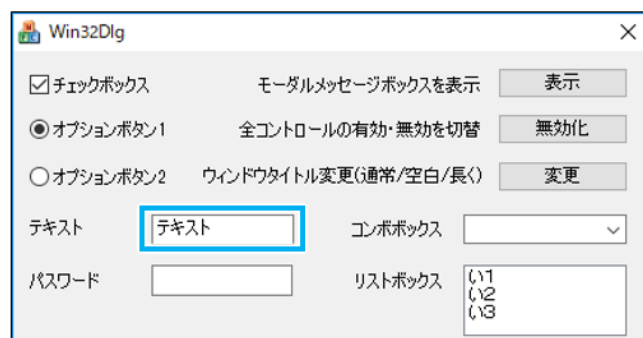 Win32Dlg
チェックボックス モーダルメッセージボックスを表示 表示
オプションボタン1 全コントロールの有効・無効を切替 無効化
オプションボタン2 ウィンドウタイトル変更(通常/空白/長く) 変更
テキスト テキスト コンボボックス
パスワード リストボックス い1
い2
い3